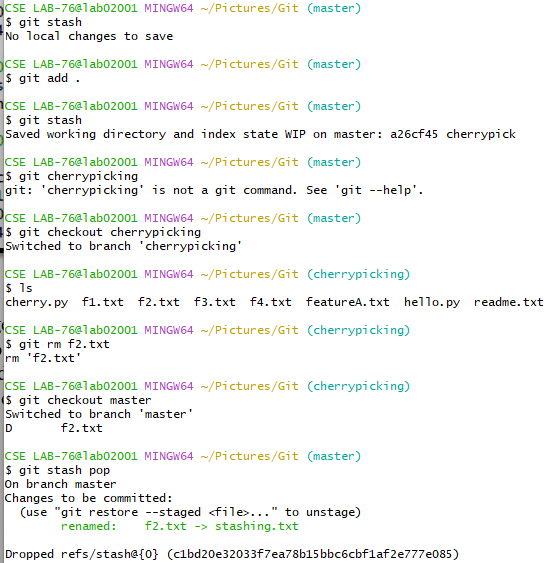 CSE LAB-76@lab02001 MINGW64 ~/Pictures/Git (master)
$ git stash
No local changes to save
CSE LAB-76@lab02001 MINGW64 ~/Pictures/Git (master)
$ git add .
CSE LAB-76@lab02001 MINGW64 ~/Pictures/Git (master)
$ git stash
Saved working directory and index state WIP on master: a26cf45 cherrypick
CSE LAB-76@lab02001 MINGW64 ~/Pictures/Git (master)
$ git cherrypicking
git: 'cherrypicking' is not a git command. See 'git --help'.
CSE LAB-76@lab02001 MINGW64 ~/Pictures/Git (master)
$ git checkout cherrypicking
Switched to branch 'cherrypicking'
CSE LAB-76@lab02001 MINGW64 ~/Pictures/Git (cherrypicking)
$ ls
cherry.py  f1.txt  f2.txt  f3.txt  f4.txt  featureA.txt  hello.py  readme.txt
CSE LAB-76@lab02001 MINGW64 ~/Pictures/Git (cherrypicking)
$ git rm f2.txt
rm 'f2.txt'
CSE LAB-76@lab02001 MINGW64 ~/Pictures/Git (cherrypicking)
$ git checkout master
Switched to branch 'master'
D       f2.txt
CSE LAB-76@lab02001 MINGW64 ~/Pictures/Git (master)
$ git stash pop
On branch master
Changes to be committed:
  (use "git restore --staged <file>..." to unstage)
        renamed:    f2.txt -> stashing.txt
Dropped refs/stash@{0} (c1bd20e32033f7ea78b15bbc6cbf1af2e777e085)